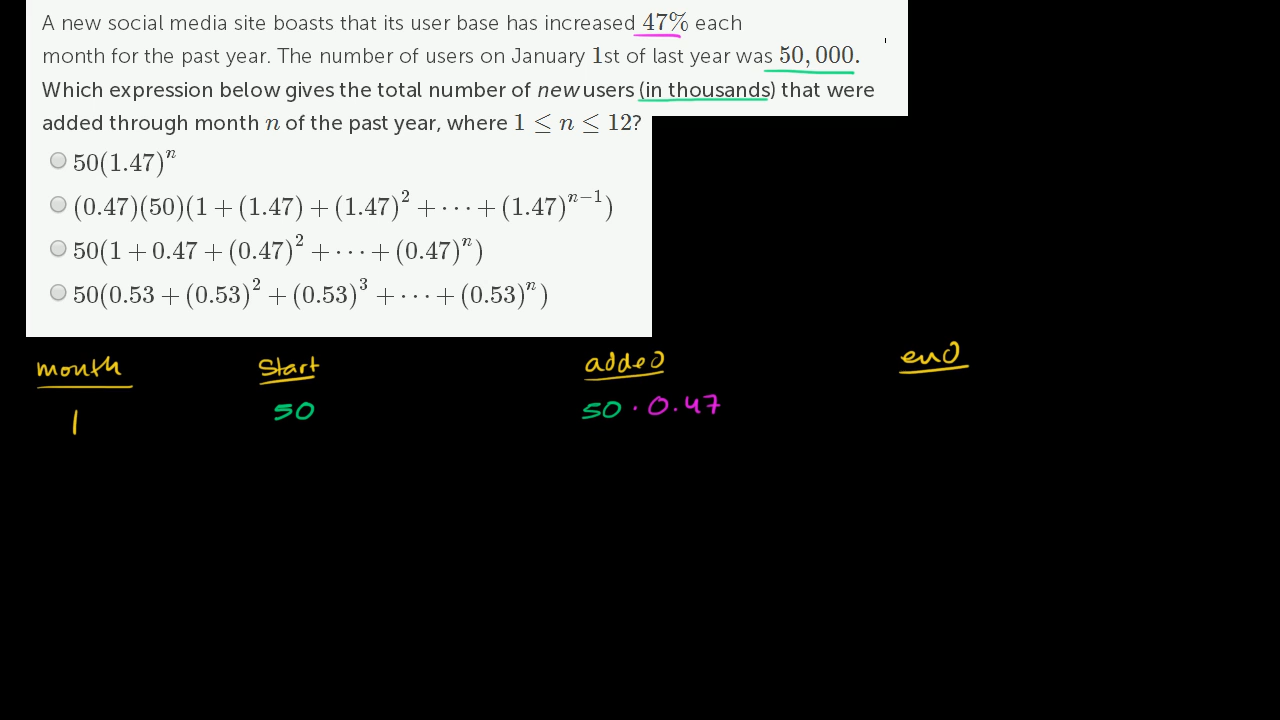 A new social media site boasts that its user base has increased 47% each
month for the past year. The number of users on January 1st of last year was 50,000.
Which expression below gives the total number of new users (in thousands) that were
added through month n of the past year, where 1 ≤ n ≤ 12?
50(1.47)^n
(0.47)(50)(1 + (1.47) + (1.47)^2 + ··· + (1.47)^{n−1})
50(1 + 0.47 + (0.47)^2 + ··· + (0.47)^n)
50(0.53 + (0.53)^2 + (0.53)^3 + ··· + (0.53)^n)
month start added end
1 50 50 · 0.47